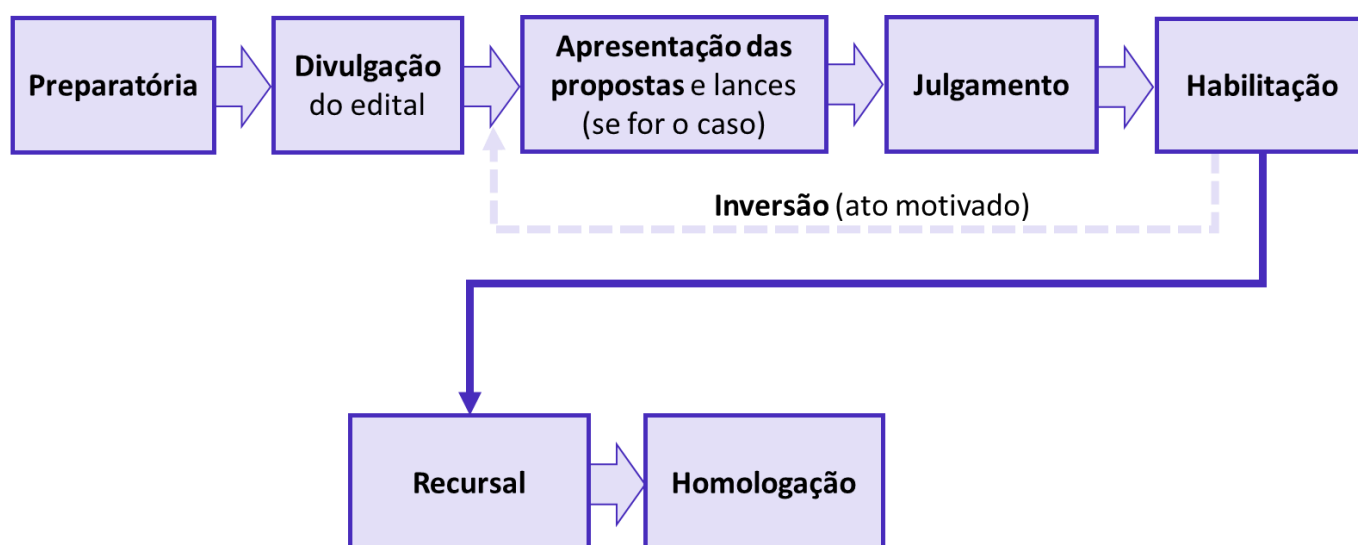 Preparatória
Divulgação
do edital
Apresentação das
propostas e lances
(se for o caso)
Julgamento
Habilitação
Inversão (ato motivado)
Recursal
Homologação